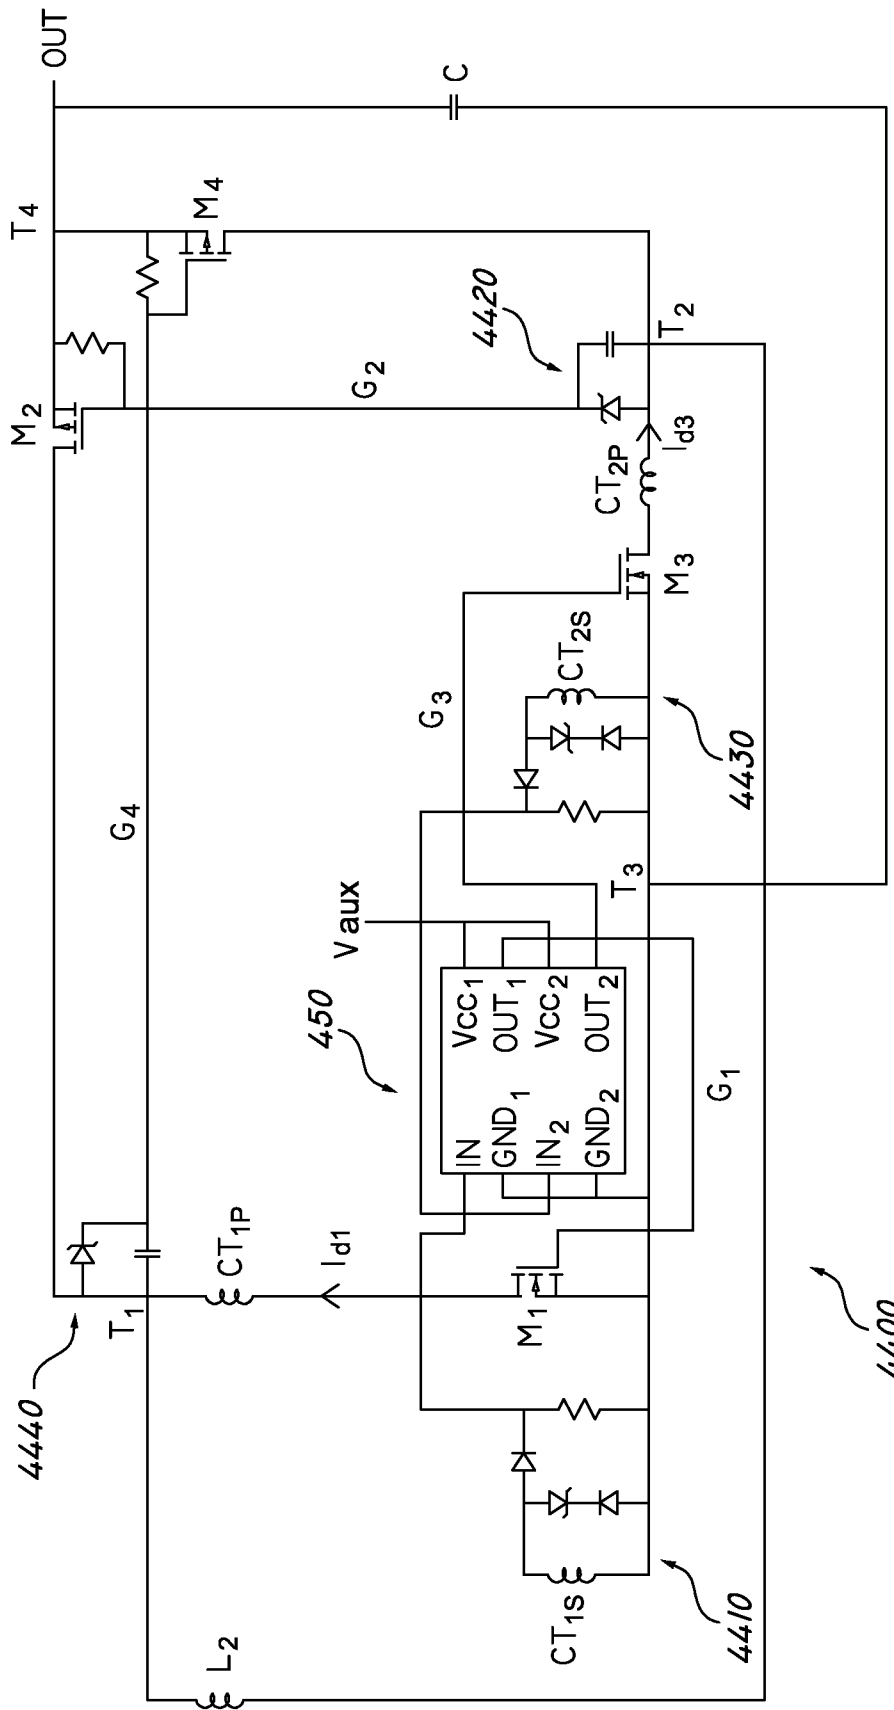 4440
M2
T4
OUT
T1
G4
M4
L2
CT1P
450
Id1
Vaux
G2
G3
C
IN
VCC1
4420
GND1
OUT1
M1
IN2
VCC2
CT1S
CT2S
GND2
OUT2
CT2P
T3
M3
Id3
T2
G1
4410
4430
4400